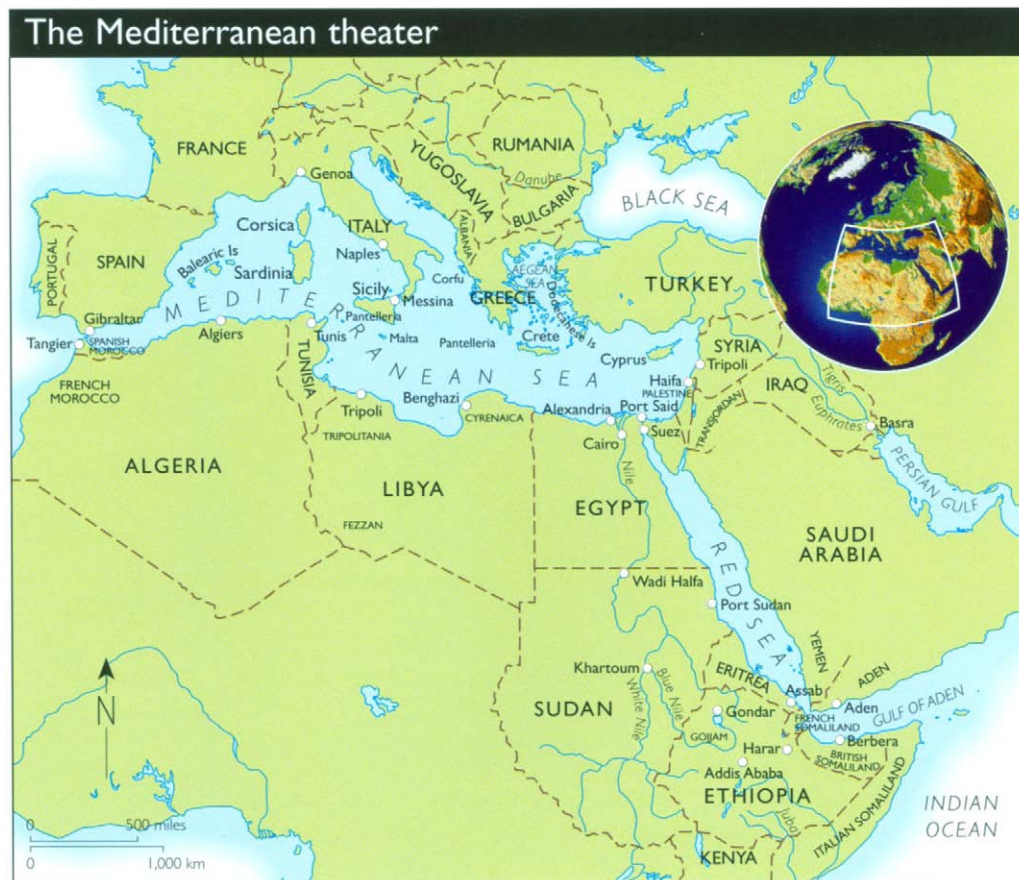 The Mediterranean theater
FRANCE
Genoa
YUGOSLAVIA
RUMANIA
Danube
BULGARIA
BLACK SEA
Corsica
ITALY
ALBANIA
PORTUGAL
SPAIN
Balearic Is
Sardinia
Naples
Corfu
AEGEAN
SEA
GREECE
Dodecanese Is
TURKEY
Sicily
Messina
Pantelleria
MEDITERRANEAN SEA
Gibraltar
Tangier
SPANISH
MOROCCO
Algiers
Tunis
Malta
Pantelleria
Crete
Cyprus
SYRIA
Tripoli
FRENCH
MOROCCO
TUNISIA
Haifa
PALESTINE
IRAQ
Tigris
Euphrates
Tripoli
Benghazi
CYRENAICA
Alexandria
Port Said
TRANSJORDAN
Basra
TRIPOLITANIA
Cairo
Suez
PERSIAN GULF
ALGERIA
LIBYA
Nile
EGYPT
FEZZAN
SAUDI
ARABIA
RED SEA
Wadi Halfa
Port Sudan
Khartoum
YEMEN
ADEN
ERITREA
Assab
Aden
GULF OF ADEN
N
SUDAN
White Nile
Blue Nile
Gondar
FRENCH
SOMALILAND
GOJJAM
Harar
Berbera
BRITISH
SOMALILAND
Addis Ababa
ETHIOPIA
Juba
ITALIAN SOMALILAND
INDIAN
OCEAN
KENYA
0 500 miles
0 1,000 km